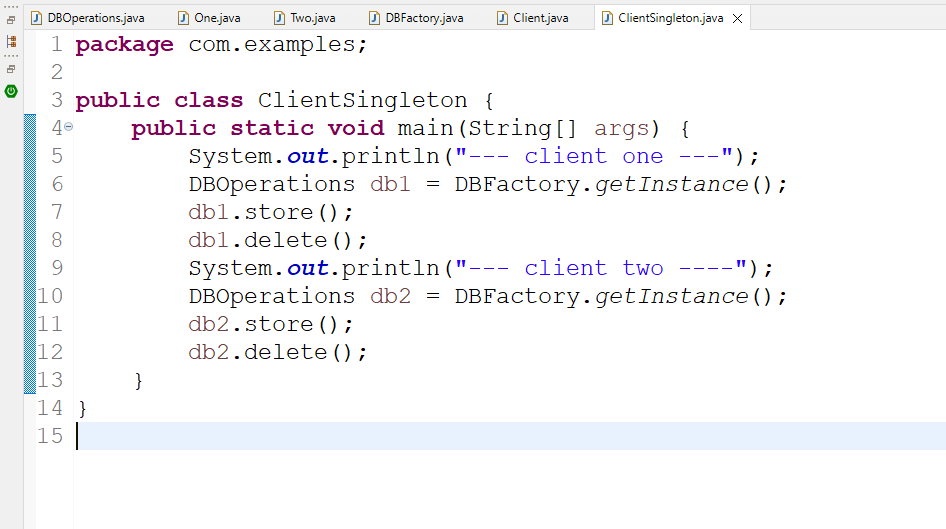 DBOperations.java One.java Two.java DBFactory.java Client.java ClientSingleton.java
1 package com.examples;
2
3 public class ClientSingleton {
4 public static void main(String[] args) {
5 System.out.println("--- client one ---");
6 DBOperations db1 = DBFactory.getInstance();
7 db1.store();
8 db1.delete();
9 System.out.println("--- client two ----");
10 DBOperations db2 = DBFactory.getInstance();
11 db2.store();
12 db2.delete();
13 }
14 }
15